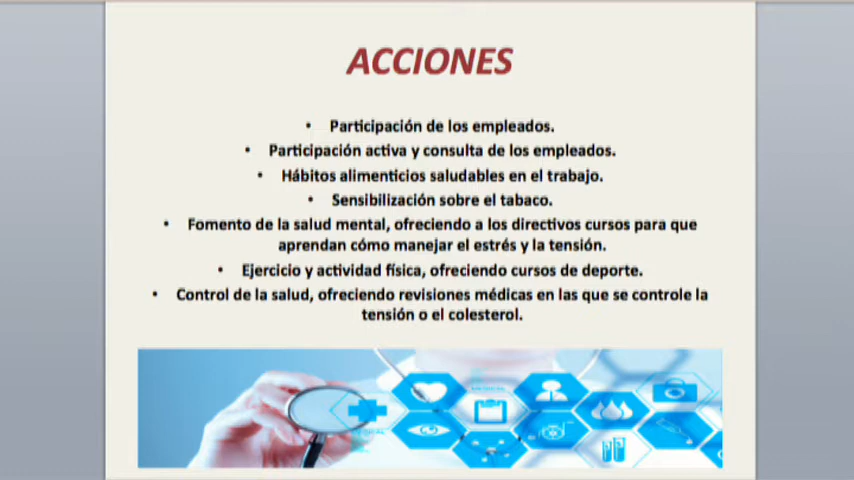 ACCIONES
• Participación de los empleados.
• Participación activa y consulta de los empleados.
• Hábitos alimenticios saludables en el trabajo.
• Sensibilización sobre el tabaco.
• Fomento de la salud mental, ofreciendo a los directivos cursos para que
aprendan cómo manejar el estrés y la tensión.
• Ejercicio y actividad física, ofreciendo cursos de deporte.
• Control de la salud, ofreciendo revisiones médicas en las que se controle la
tensión o el colesterol.